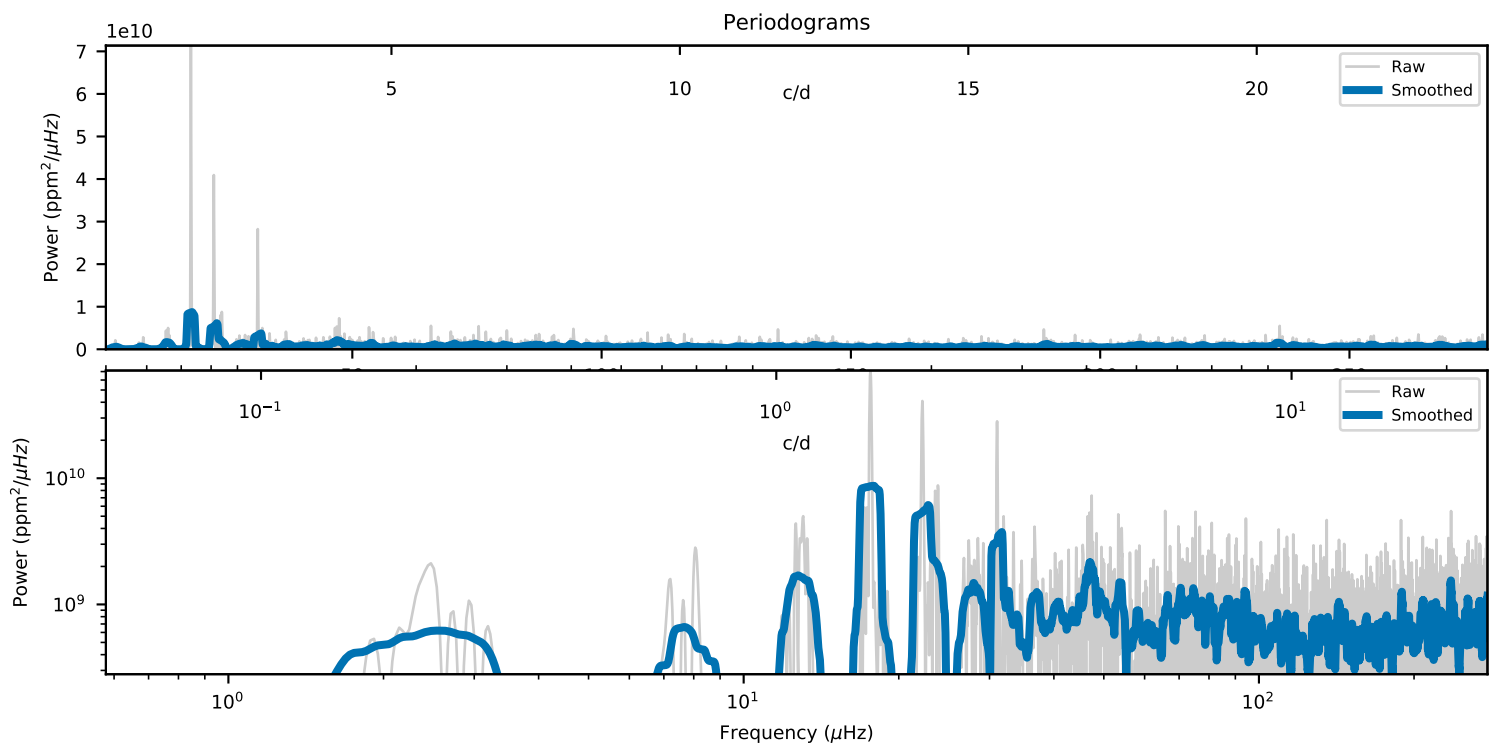 Periodograms
1e10
7
6
5
4
3
2
1
0
Power (ppm²/μHz)
5
10
15
20
c/d
Raw
Smoothed
10⁻¹
10⁰
10¹
c/d
Raw
Smoothed
10¹⁰
10⁹
Power (ppm²/μHz)
10⁰
10¹
10²
Frequency (μHz)